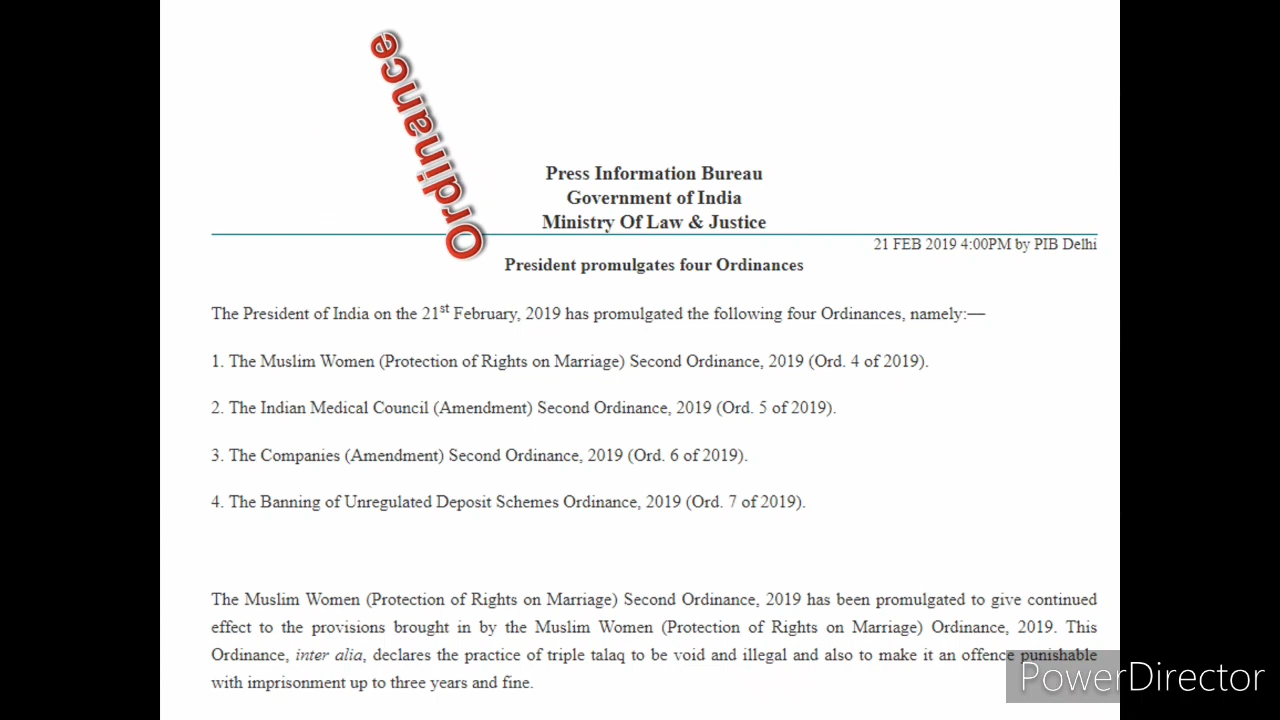 Ordinance
Press Information Bureau
Government of India
Ministry Of Law & Justice
21 FEB 2019 4:00PM by PIB Delhi
President promulgates four Ordinances
The President of India on the 21st February, 2019 has promulgated the following four Ordinances, namely:—
1. The Muslim Women (Protection of Rights on Marriage) Second Ordinance, 2019 (Ord. 4 of 2019).
2. The Indian Medical Council (Amendment) Second Ordinance, 2019 (Ord. 5 of 2019).
3. The Companies (Amendment) Second Ordinance, 2019 (Ord. 6 of 2019).
4. The Banning of Unregulated Deposit Schemes Ordinance, 2019 (Ord. 7 of 2019).
The Muslim Women (Protection of Rights on Marriage) Second Ordinance, 2019 has been promulgated to give continued
effect to the provisions brought in by the Muslim Women (Protection of Rights on Marriage) Ordinance, 2019. This
Ordinance, inter alia, declares the practice of triple talaq to be void and illegal and also to make it an offence punishable
with imprisonment up to three years and fine.
PowerDirector